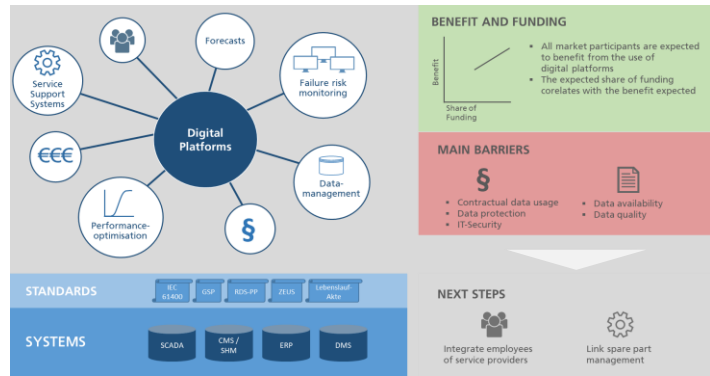 Forecasts
Service
Support
Systems
Failure risk
monitoring
€€€
Digital
Platforms
Data-
management
Performance-
optimisation
§
STANDARDS
IEC
61400
GSP
RDS-PP
ZEUS
Lebenslauf-
Akte
SYSTEMS
SCADA
CMS /
SHM
ERP
DMS
BENEFIT AND FUNDING
Benefit
Share of
Funding
• All market participants are expected
to benefit from the use of
digital platforms
• The expected share of funding
corelates with the benefit expected
MAIN BARRIERS
§
• Contractual data usage
• Data protection
• IT-Security
• Data availability
• Data quality
NEXT STEPS
Integrate employees
of service providers
Link spare part
management